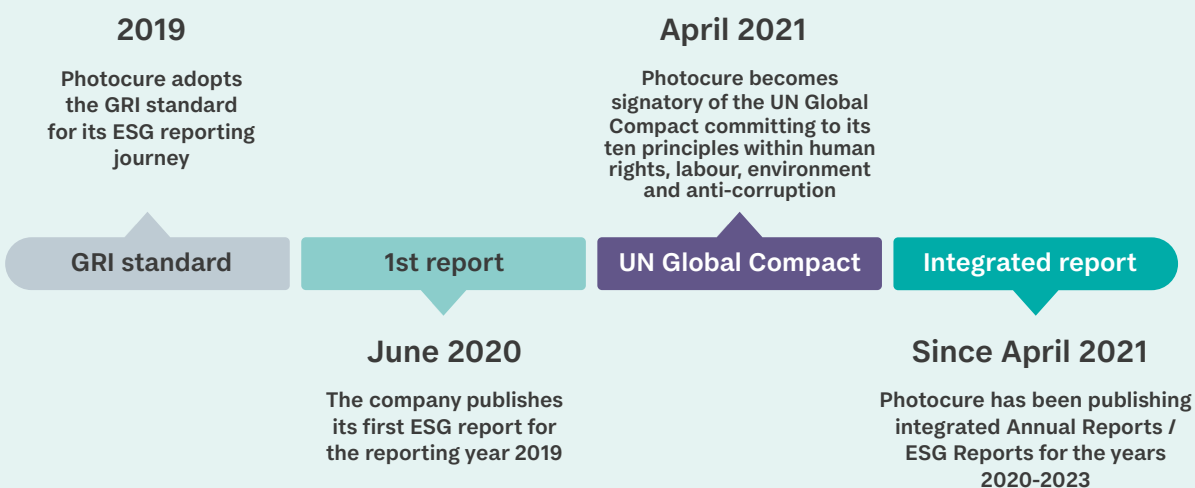 2019
Photocure adopts
the GRI standard
for its ESG reporting
journey
April 2021
Photocure becomes
signatory of the UN Global
Compact committing to its
ten principles within human
rights, labour, environment
and anti-corruption
GRI standard
1st report
UN Global Compact
Integrated report
June 2020
The company publishes
its first ESG report for
the reporting year 2019
Since April 2021
Photocure has been publishing
integrated Annual Reports /
ESG Reports for the years
2020-2023